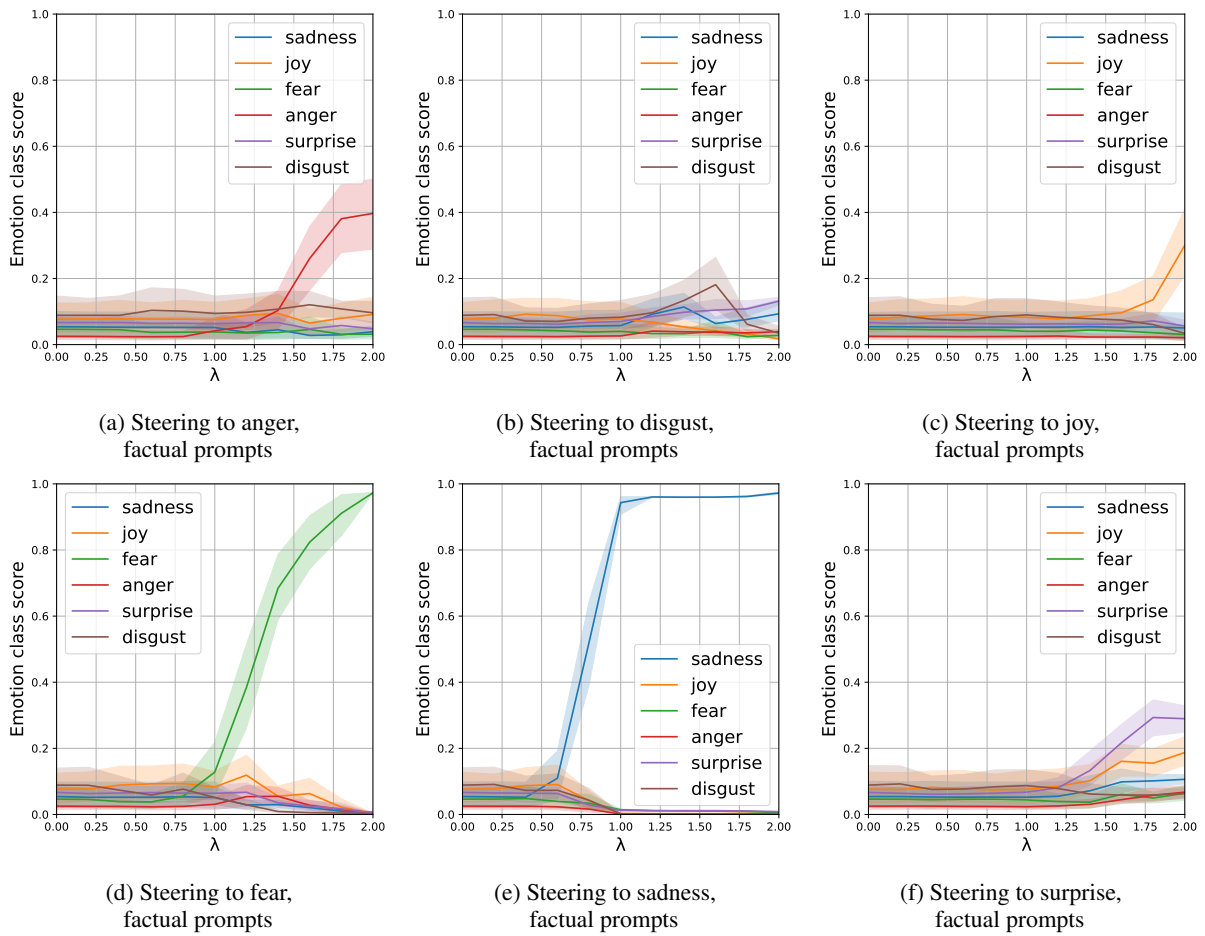 1.0
0.8
0.6
0.4
0.2
0.0
Emotion class score
sadness
joy
fear
anger
surprise
disgust
0.00 0.25 0.50 0.75 1.00 1.25 1.50 1.75 2.00
λ
(a) Steering to anger,
factual prompts
1.0
0.8
0.6
0.4
0.2
0.0
Emotion class score
sadness
joy
fear
anger
surprise
disgust
0.00 0.25 0.50 0.75 1.00 1.25 1.50 1.75 2.00
λ
(b) Steering to disgust,
factual prompts
1.0
0.8
0.6
0.4
0.2
0.0
Emotion class score
sadness
joy
fear
anger
surprise
disgust
0.00 0.25 0.50 0.75 1.00 1.25 1.50 1.75 2.00
λ
(c) Steering to joy,
factual prompts
1.0
0.8
0.6
0.4
0.2
0.0
Emotion class score
sadness
joy
fear
anger
surprise
disgust
0.00 0.25 0.50 0.75 1.00 1.25 1.50 1.75 2.00
λ
(d) Steering to fear,
factual prompts
1.0
0.8
0.6
0.4
0.2
0.0
Emotion class score
sadness
joy
fear
anger
surprise
disgust
0.00 0.25 0.50 0.75 1.00 1.25 1.50 1.75 2.00
λ
(e) Steering to sadness,
factual prompts
1.0
0.8
0.6
0.4
0.2
0.0
Emotion class score
sadness
joy
fear
anger
surprise
disgust
0.00 0.25 0.50 0.75 1.00 1.25 1.50 1.75 2.00
λ
(f) Steering to surprise,
factual prompts